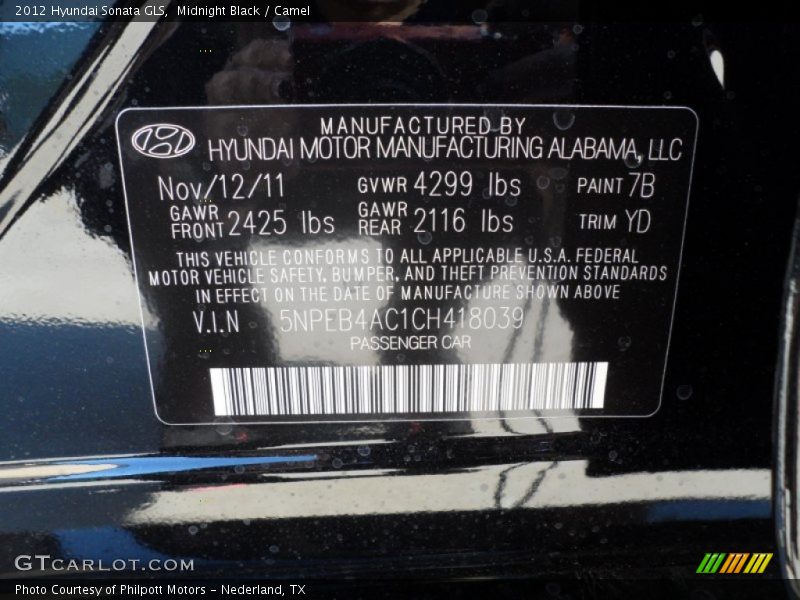 2012 Hyundai Sonata GLS, Midnight Black / Camel
MANUFACTURED BY
HYUNDAI MOTOR MANUFACTURING ALABAMA, LLC
Nov/12/11 GVWR 4299 lbs PAINT 7B
GAWR FRONT 2425 lbs GAWR REAR 2116 lbs TRIM YD
THIS VEHICLE CONFORMS TO ALL APPLICABLE U.S.A. FEDERAL
MOTOR VEHICLE SAFETY, BUMPER, AND THEFT PREVENTION STANDARDS
IN EFFECT ON THE DATE OF MANUFACTURE SHOWN ABOVE
V.I.N 5NPEB4AC1CH418039
PASSENGER CAR
GTCARLOT.COM
Photo Courtesy of Philpott Motors - Nederland, TX